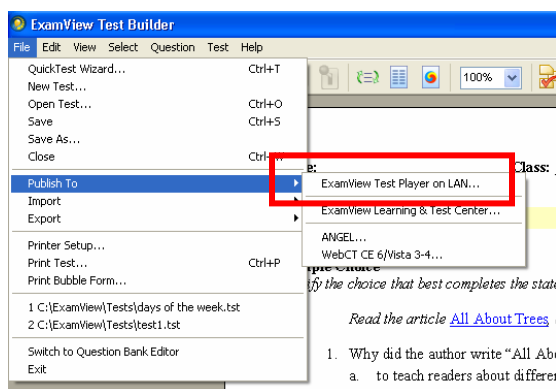 ExamView Test Builder
File Edit View Select Question Test Help
QuickTest Wizard... Ctrl+T
New Test...
Open Test... Ctrl+O
Save Ctrl+S
Save As...
Close
Publish To
Import
Export
Printer Setup...
Print Test... Ctrl+P
Print Bubble Form...
1 C:\ExamView\Tests\days of the week.tst
2 C:\ExamView\Tests\test1.tst
Switch to Question Bank Editor
Exit
100%
Class:
ExamView Test Player on LAN...
ExamView Learning & Test Center...
ANGEL...
WebCT CE 6/Vista 3-4...
the choice that best completes the
Read the article All About Trees
1. Why did the author write "All
a. to teach readers about